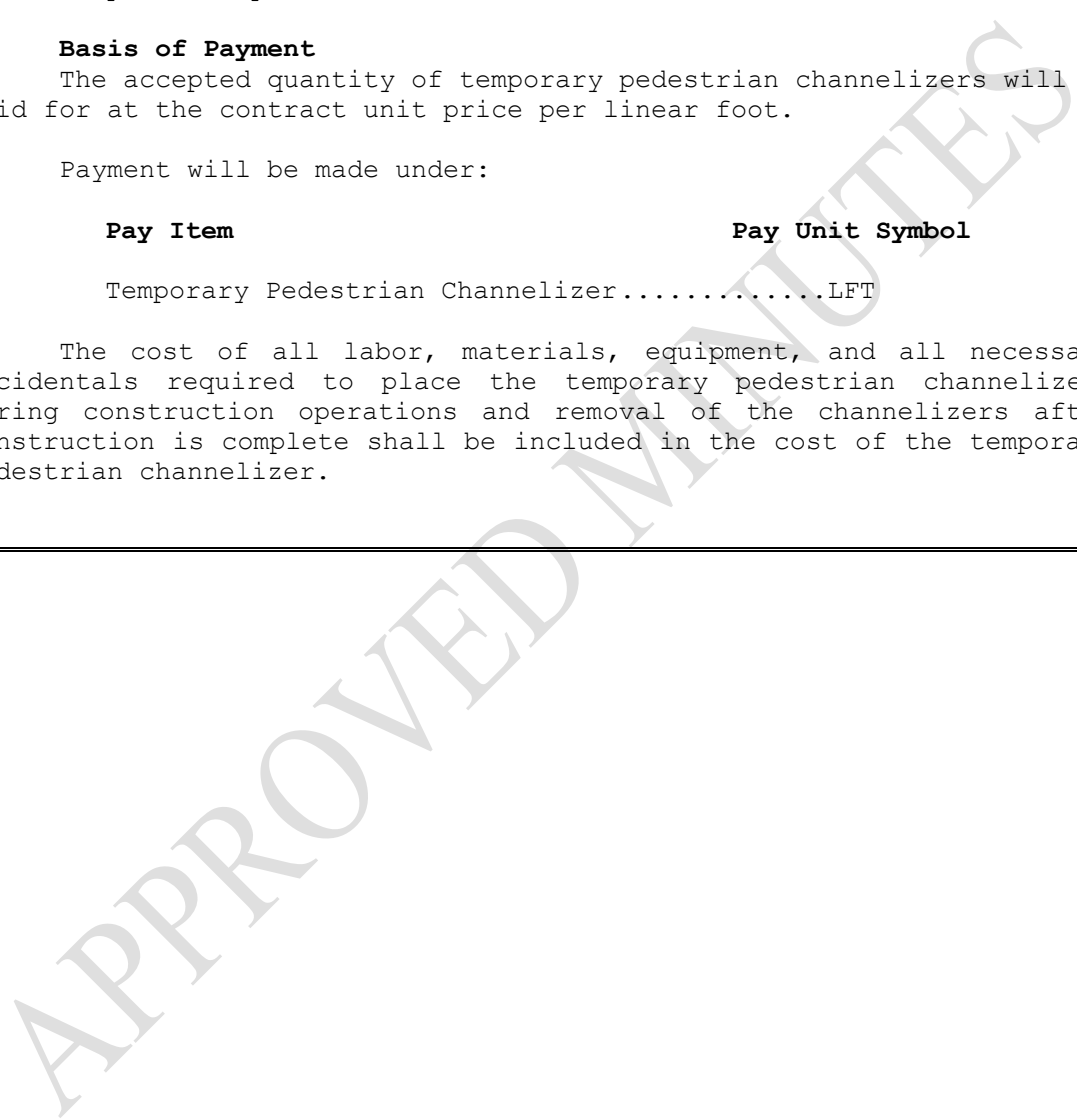 Basis of Payment
The accepted quantity of temporary pedestrian channelizers will
id for at the contract unit price per linear foot.
Payment will be made under:
Pay Item Pay Unit Symbol
Temporary Pedestrian Channelizer.............LFT
The cost of all labor, materials, equipment, and all necessa
cidentals required to place the temporary pedestrian channelize
ring construction operations and removal of the channelizers aft
nstruction is complete shall be included in the cost of the tempora
destrian channelizer.
APPROVED MINUTES